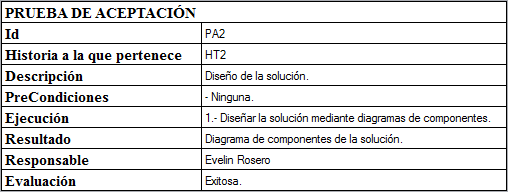 PRUEBA DE ACEPTACIÓN
Id PA2
Historia a la que pertenece HT2
Descripción Diseño de la solución.
PreCondiciones - Ninguna.
Ejecución 1.- Diseñar la solución mediante diagramas de componentes.
Resultado Diagrama de componentes de la solución.
Responsable Evelin Rosero
Evaluación Exitosa.